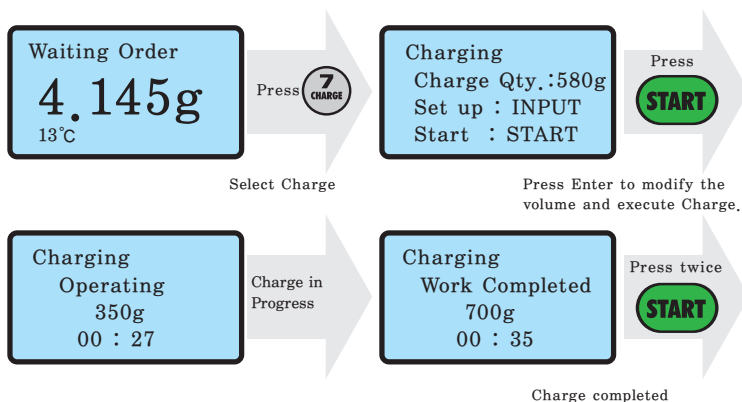 Waiting Order
4.145g
13℃
Press
7
CHARGE
Select Charge
Charging
Charge Qty.:580g
Set up : INPUT
Start : START
Press
START
Press Enter to modify the
volume and execute Charge.
Charging
Operating
350g
00 : 27
Charge in
Progress
Charging
Work Completed
700g
00 : 35
Press twice
START
Charge completed